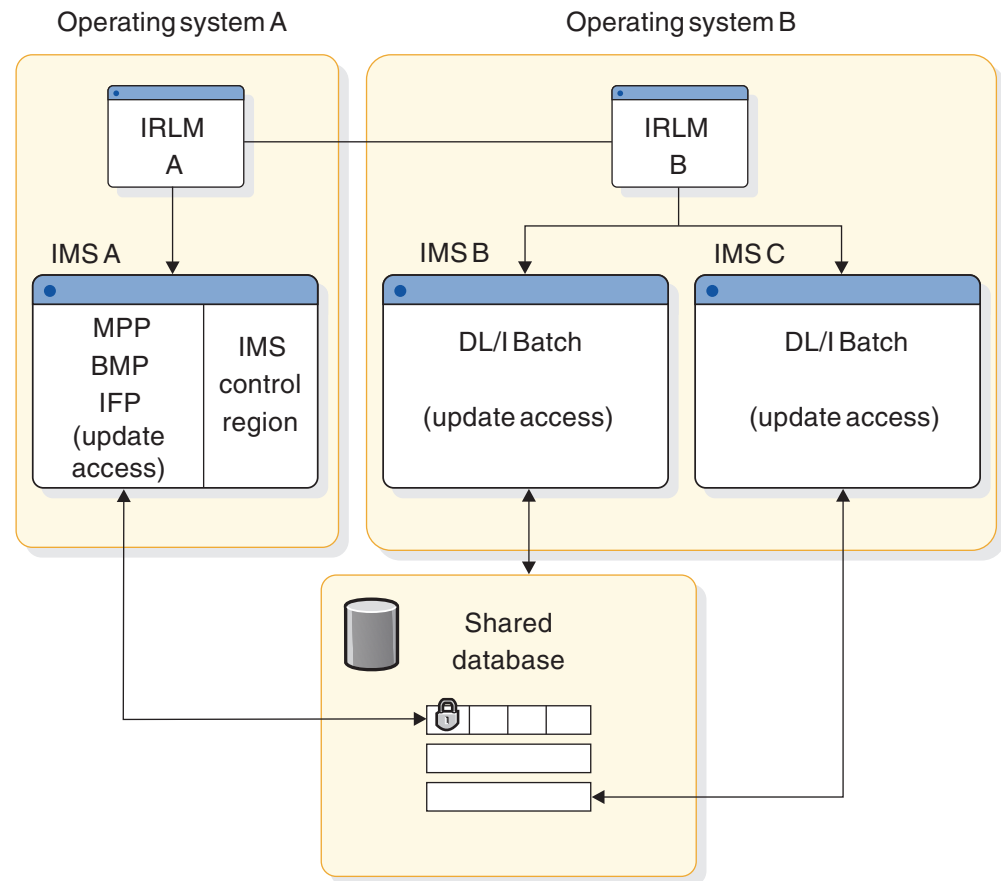 Operating system A
Operating system B
IRLM
A
IRLM
B
IMS A
IMS B
IMS C
MPP
BMP
IFP
(update
access)
IMS
control
region
DL/I Batch
(update access)
DL/I Batch
(update access)
Shared
database